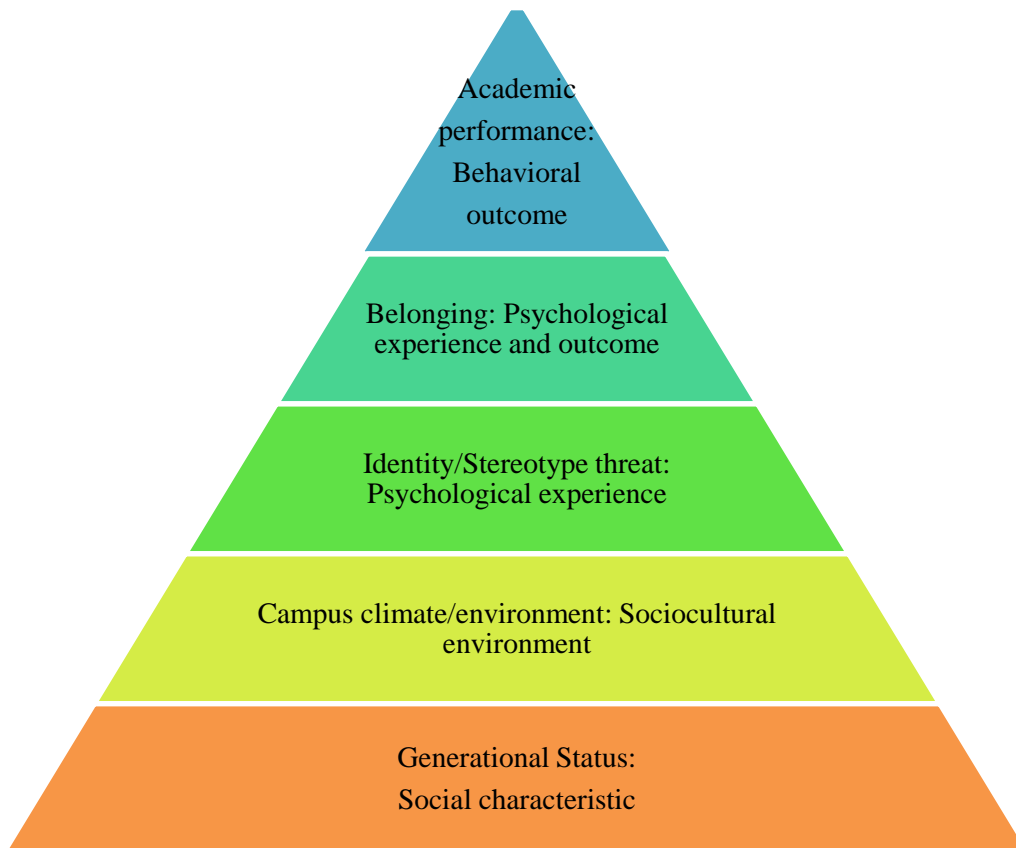 Academic
performance:
Behavioral
outcome
Belonging: Psychological
experience and outcome
Identity/Stereotype threat:
Psychological experience
Campus climate/environment: Sociocultural
environment
Generational Status:
Social characteristic